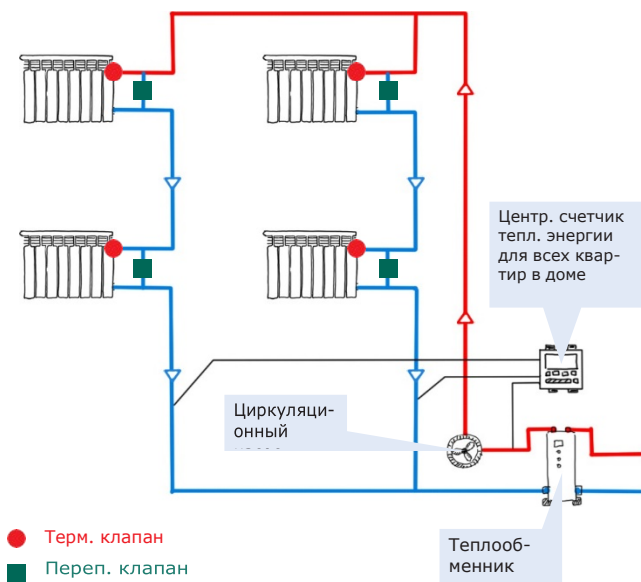 Центр. счетчик
тепл. энергии
для всех квар-
тир в доме
Циркуляци-
онный
Теплооб-
менник
Терм. клапан
Переп. клапан